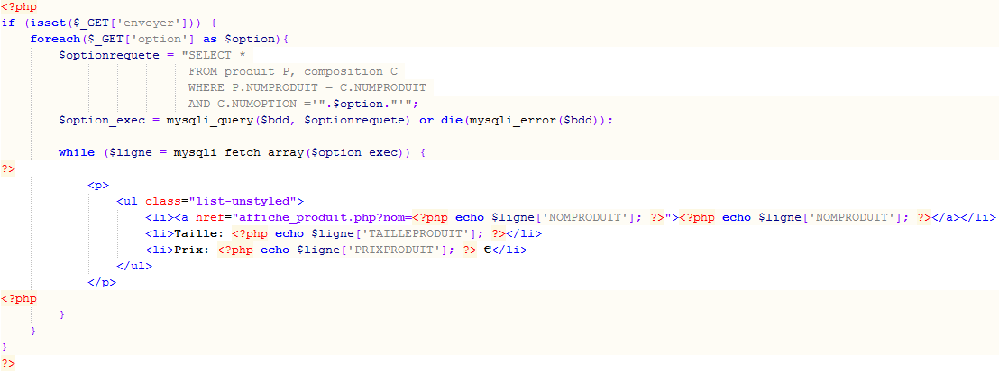 <?php
if (isset($_GET['envoyer'])) {
    foreach($_GET['option'] as $option){
        $optionrequete = "SELECT *
                          FROM produit P, composition C
                          WHERE P.NUMPRODUIT = C.NUMPRODUIT
                          AND C.NUMOPTION ='".$option."'";
        $option_exec = mysqli_query($bdd, $optionrequete) or die(mysqli_error($bdd));

        while ($ligne = mysqli_fetch_array($option_exec)) {
?>
            <p>
                <ul class="list-unstyled">
                    <li><a href="affiche_produit.php?nom=<?php echo $ligne['NOMPRODUIT']; ?>"><?php echo $ligne['NOMPRODUIT']; ?></a></li>
                    <li>Taille: <?php echo $ligne['TAILLEPRODUIT']; ?></li>
                    <li>Prix: <?php echo $ligne['PRIXPRODUIT']; ?> €</li>
                </ul>
            </p>
<?php
        }
    }
}
?>